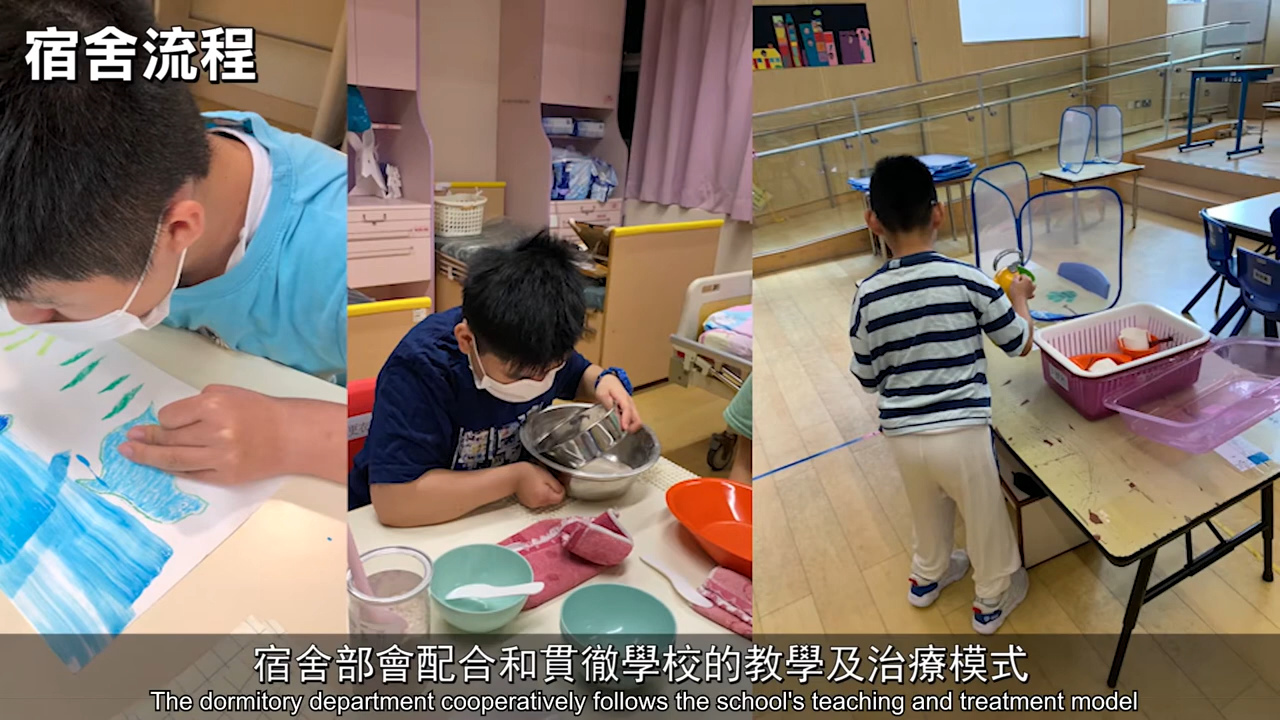 宿舍流程
宿舍部會配合和貫徹學校的教學及治療模式
The dormitory department cooperatively follows the school's teaching and treatment model